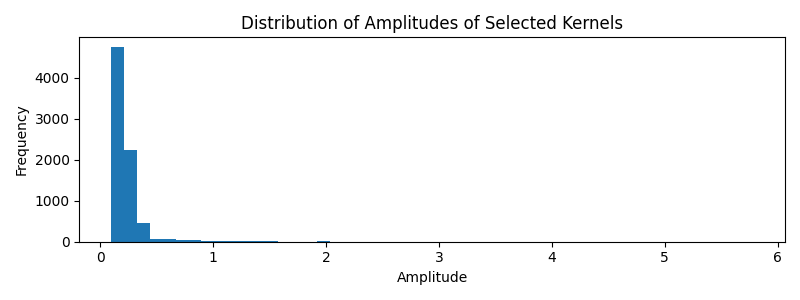 Distribution of Amplitudes of Selected Kernels
4000
3000
2000
1000
0
Frequency
0 1 2 3 4 5 6
Amplitude